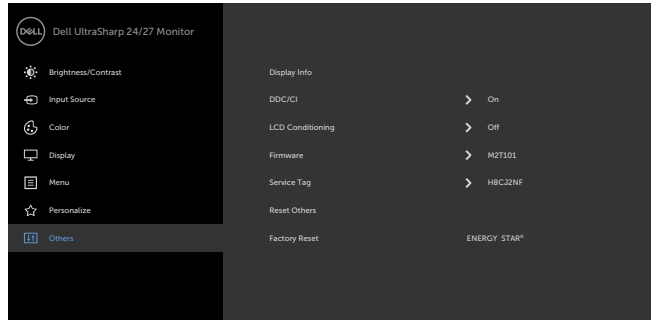 DELL Dell UltraSharp 24/27 Monitor
Brightness/Contrast
Input Source
Color
Display
Menu
Personalize
Others
Display Info
DDC/CI On
LCD Conditioning Off
Firmware M2T101
Service Tag H8CJ2NF
Reset Others
Factory Reset ENERGY STAR®